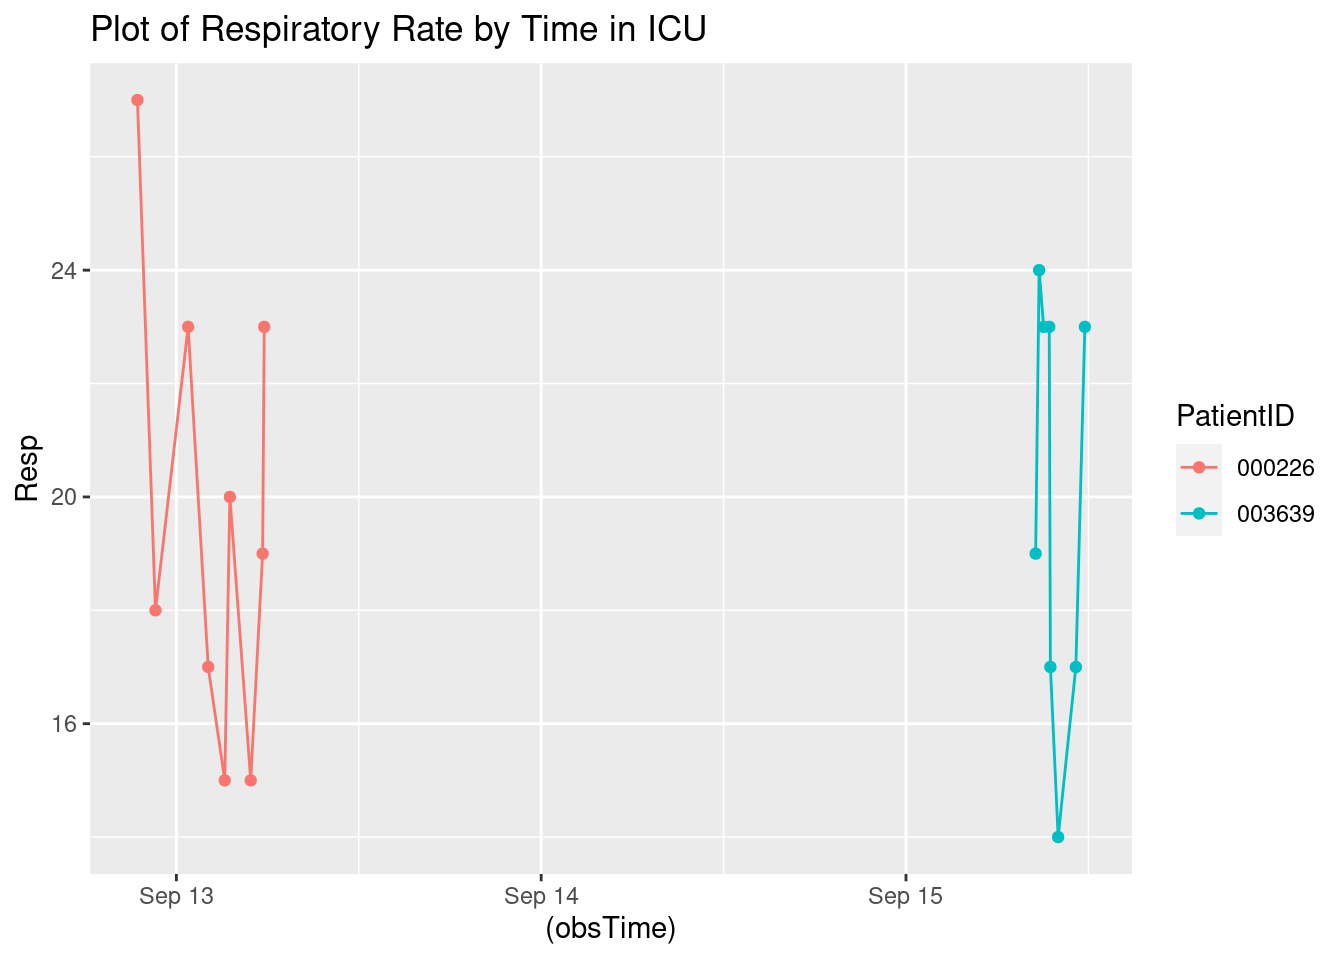 Plot of Respiratory Rate by Time in ICU
Resp
24
20
16
Sep 13
Sep 14
Sep 15
(obsTime)
PatientID
000226
003639